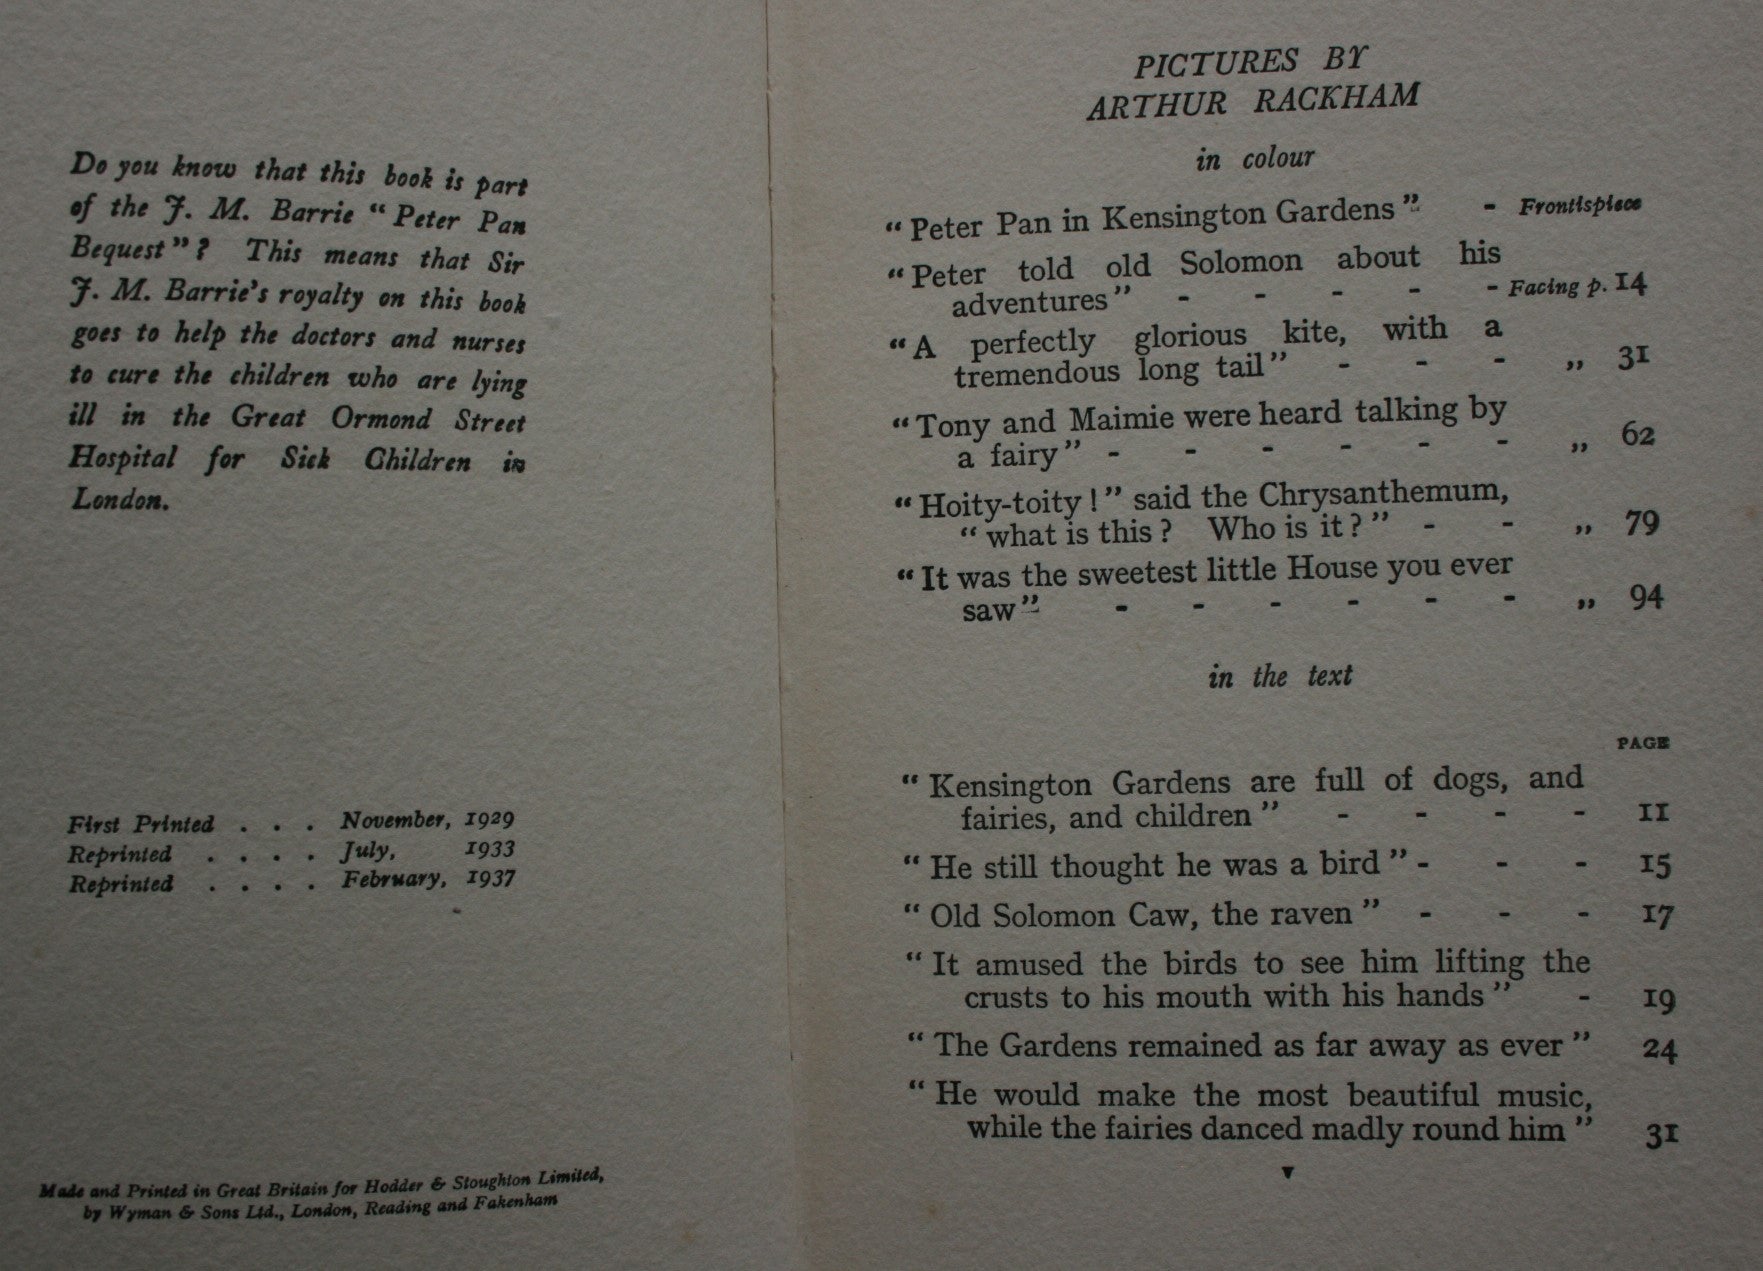 Do you know that this book is part
of the J. M. Barrie “Peter Pan
Bequest”? This means that Sir
J. M. Barrie's royalty on this book
goes to help the doctors and nurses
to cure the children who are lying
ill in the Great Ormond Street
Hospital for Sick Children in
London.
First Printed . . . November, 1929
Reprinted . . . . July, 1933
Reprinted . . . . February, 1937
Made and Printed in Great Britain for Hodder & Stoughton Limited,
by Wyman & Sons Ltd., London, Reading and Fakenham
PICTURES BY
ARTHUR RACKHAM
in colour
“Peter Pan in Kensington Gardens” - Frontispiece
“Peter told old Solomon about his
adventures” - - - - - Facing p. 14
“A perfectly glorious kite, with a
tremendous long tail” - - - „ 31
“Tony and Maimie were heard talking by
a fairy” - - - - - - „ 62
“Hoity-toity!” said the Chrysanthemum,
“what is this? Who is it?” - - „ 79
“It was the sweetest little House you ever
saw” - - - - - - „ 94
in the text
PAGE
“Kensington Gardens are full of dogs, and
fairies, and children” - - - - 11
“He still thought he was a bird” - - - 15
“Old Solomon Caw, the raven” - - - 17
“It amused the birds to see him lifting the
crusts to his mouth with his hands” - 19
“The Gardens remained as far away as ever” 24
“He would make the most beautiful music,
while the fairies danced madly round him” 31